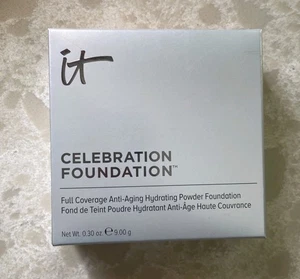 it
CELEBRATION
FOUNDATION™
Full Coverage Anti-Aging Hydrating Powder Foundation
Fond de Teint Poudre Hydratant Anti-Âge Haute Couvrance
Net Wt. 0.30 oz. ℮ 9.00 g